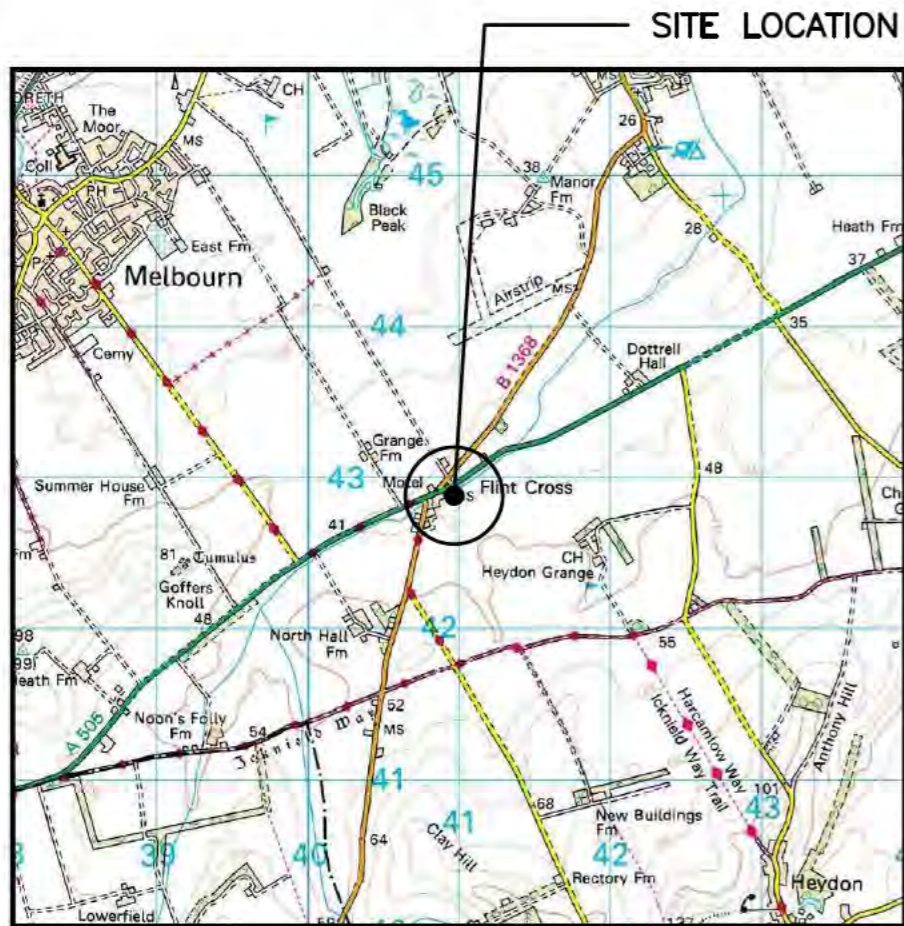 SITE LOCATION
CH
MS
26
The
Moor
MS
Coll
45
38
Manor
Fm
PH
Black
Peak
28
Heath Fm
East Fm
37
Melbourn
Airstrip
MS
44
35
Cemy
B 1368
Dottrell
Hall
Grange
Fm
43
Motel
Flint Cross
48
Summer House
Fm
41
81
Tumulus
CH
Heydon Grange
Goffers
Knoll
48
North Hall
Fm
42
55
Heath Fm
A 505
52
Noon's Folly
Fm
54
Icknield Way
MS
Harcamlow Way
Icknield Way Trail
Anthony Hill
41
101
68
New Buildings
Fm
43
41
64
39
40
Clay Hill
42
Rectory Fm
Heydon
Lowerfield